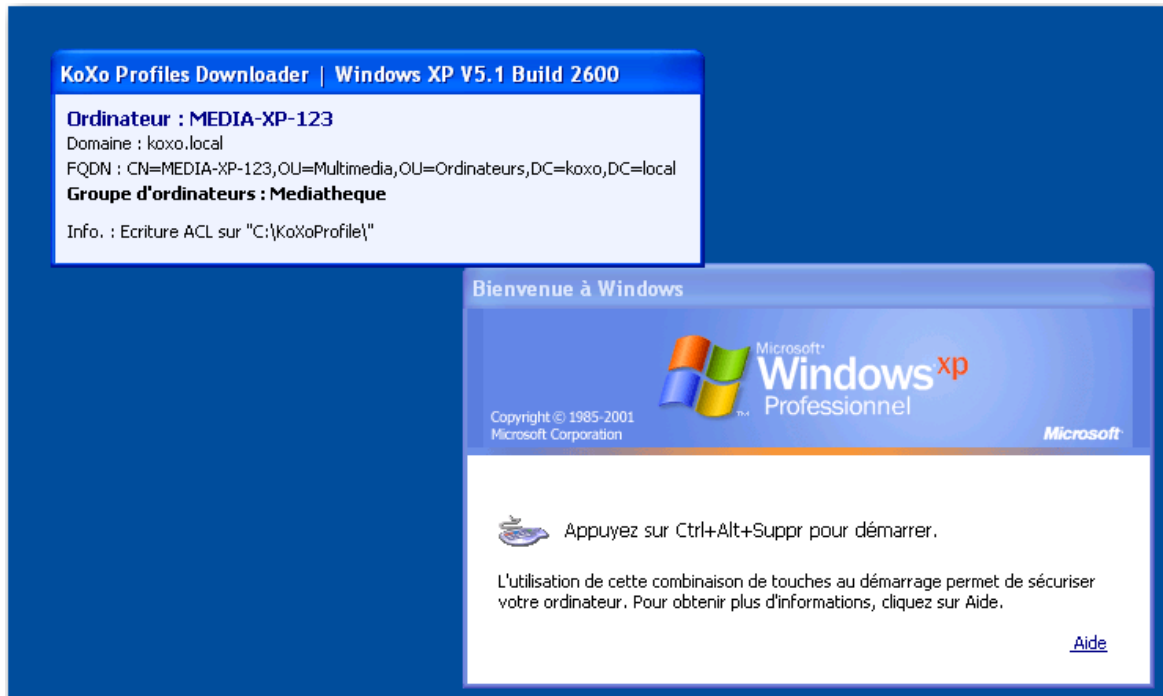 KoXo Profiles Downloader | Windows XP V5.1 Build 2600
Ordinateur : MEDIA-XP-123
Domaine : koxo.local
FQDN : CN=MEDIA-XP-123,OU=Multimedia,OU=Ordinateurs,DC=koxo,DC=local
Groupe d'ordinateurs : Mediatheque
Info. : Ecriture ACL sur "C:\KoXoProfile\"
Bienvenue à Windows
Microsoft
Windows xp
Professionnel
Copyright © 1985-2001
Microsoft Corporation
Microsoft
Appuyez sur Ctrl+Alt+Suppr pour démarrer.
L'utilisation de cette combinaison de touches au démarrage permet de sécuriser
votre ordinateur. Pour obtenir plus d'informations, cliquez sur Aide.
Aide